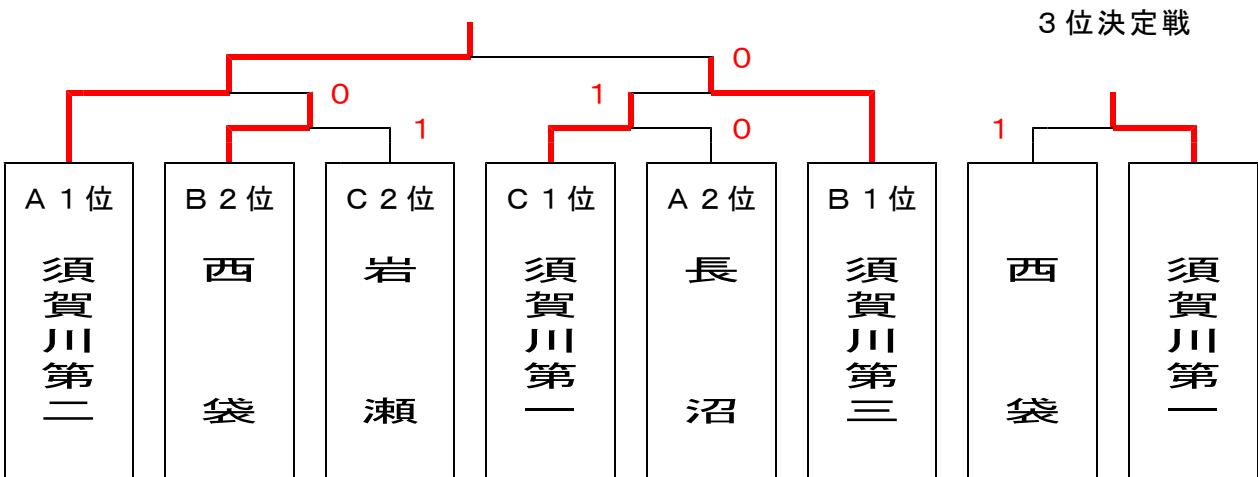 3位決定戦
0
0
1
1
0
1
A1位
須賀川第二
B2位
西袋
C2位
岩瀬
C1位
須賀川第一
A2位
長沼
B1位
須賀川第三
西袋
須賀川第一